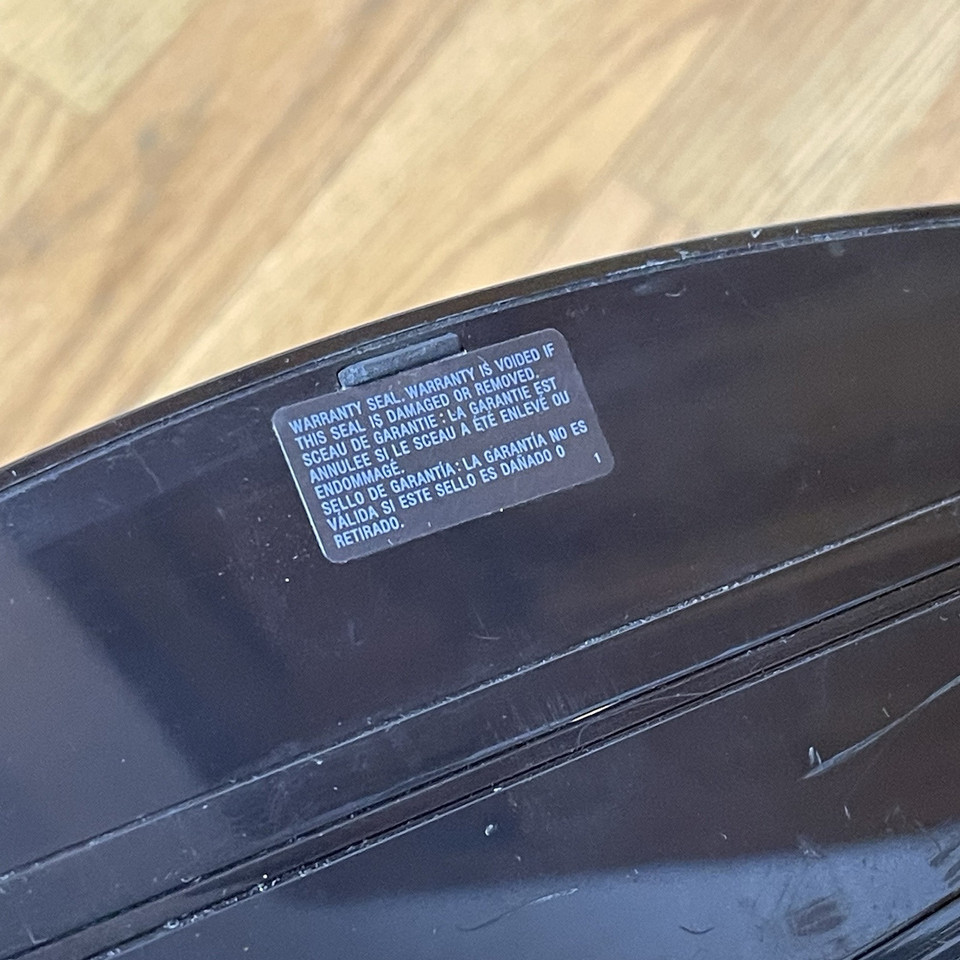 WARRANTY SEAL. WARRANTY IS VOIDED IF
THIS SEAL IS DAMAGED OR REMOVED.
SCEAU DE GARANTIE : LA GARANTIE EST
ANNULEE SI LE SCEAU A ÉTÉ ENLEVÉ OU
ENDOMMAGE.
SELLO DE GARANTÍA: LA GARANTÍA NO ES
VÁLIDA SI ESTE SELLO ES DAÑADO O
RETIRADO.
1